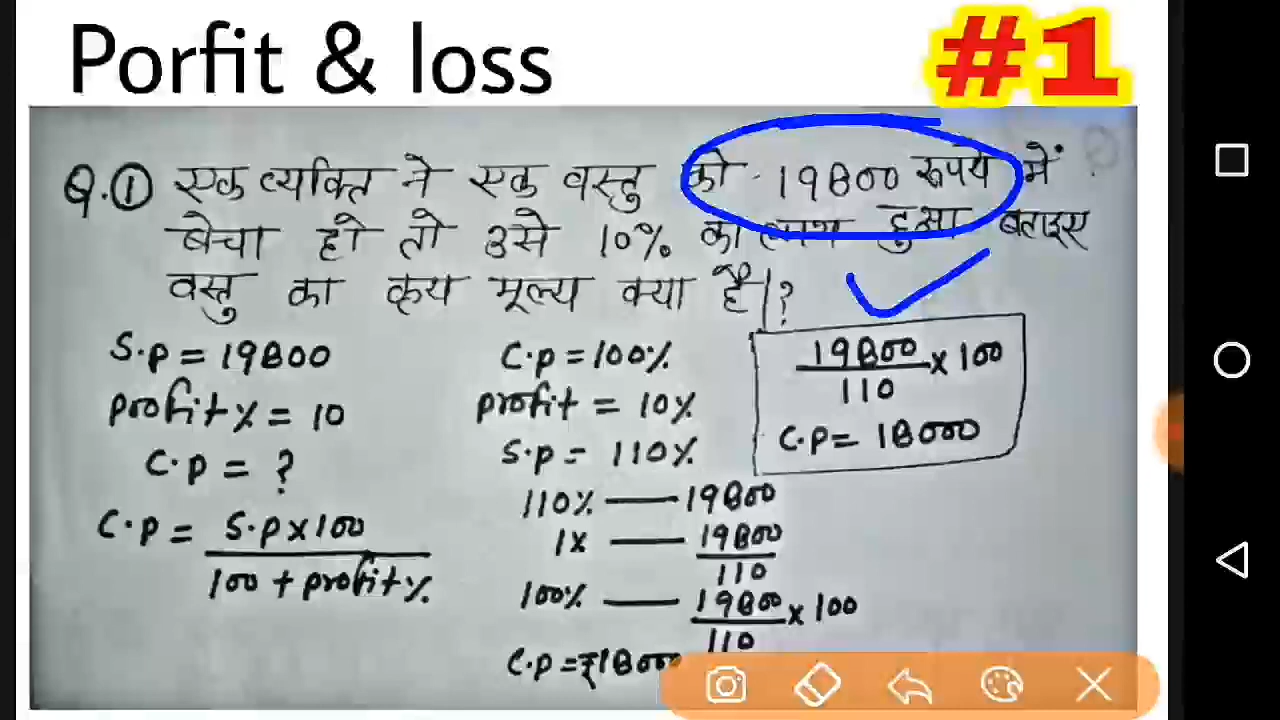 Porfit & loss
#1
Q.① एक व्यक्ति ने एक वस्तु को 19800 रूपये में
बेचा हो तो उसे 10% का लाभ हुआ बताइए
वस्तु का क्रय मूल्य क्या है।?
S.p = 19800
profit% = 10
C.p = ?
C.p = S.p x 100
100 + profit%
C.p = 100%
profit = 10%
S.p = 110%
110% — 19800
1% — 19800
110
100% — 19800 x 100
110
C.p = ₹18000
19800 x 100
110
C.p = 18000